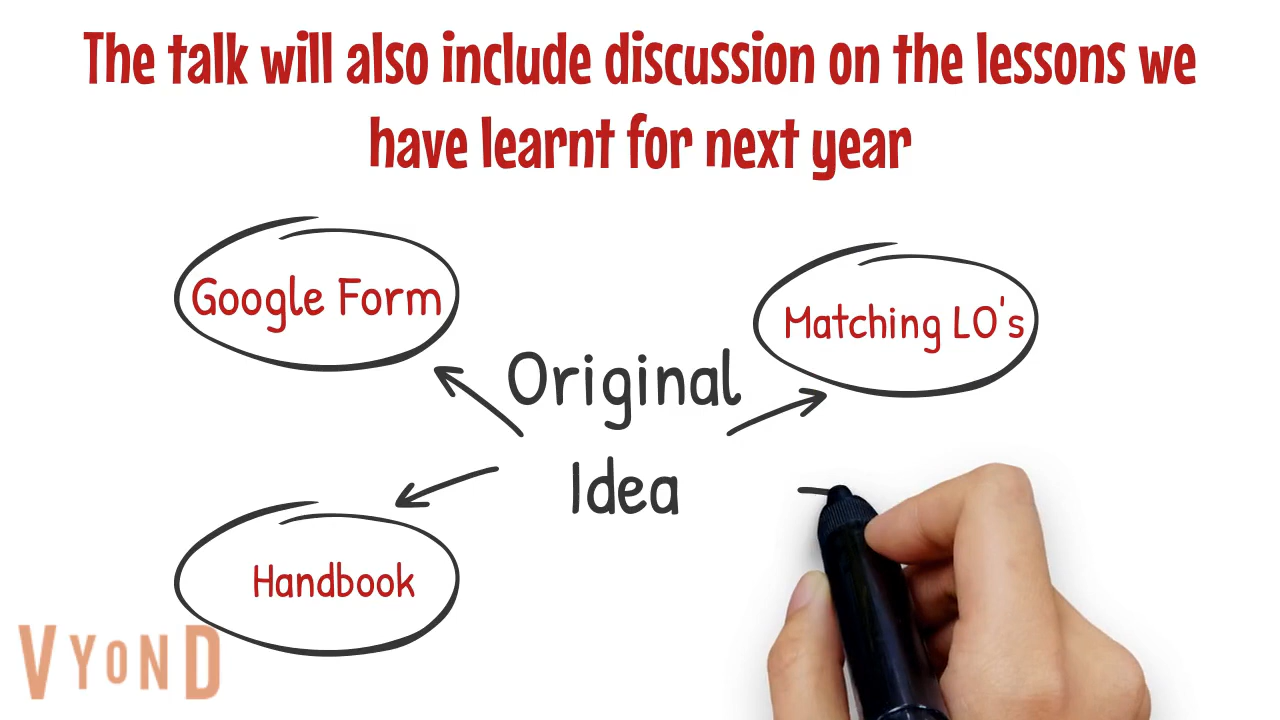 The talk will also include discussion on the lessons we
have learnt for next year
Google Form
Matching LO's
Original
Idea
Handbook
VYOND